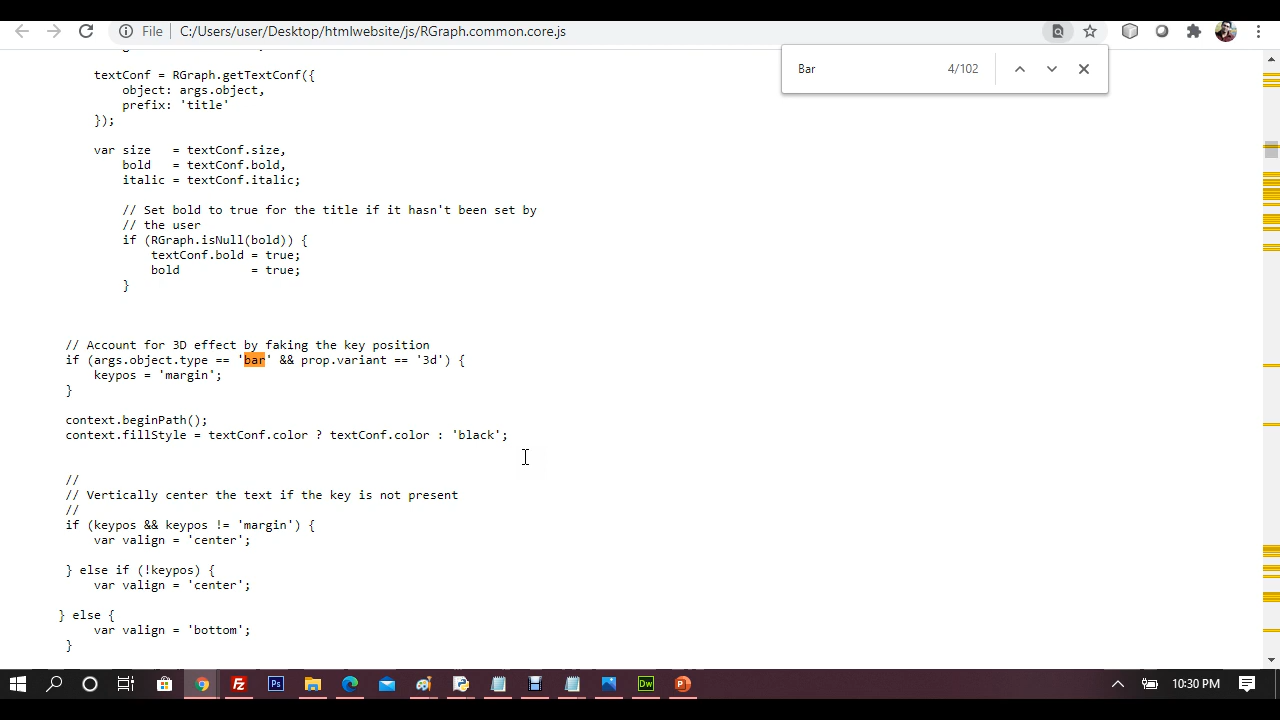 File C:/Users/user/Desktop/htmlwebsite/js/RGraph.common.core.js
Bar 4/102
textConf = RGraph.getTextConf({
object: args.object,
prefix: 'title'
});
var size = textConf.size,
bold = textConf.bold,
italic = textConf.italic;
// Set bold to true for the title if it hasn't been set by
// the user
if (RGraph.isNull(bold)) {
textConf.bold = true;
bold = true;
}
// Account for 3D effect by faking the key position
if (args.object.type == 'bar' && prop.variant == '3d') {
keypos = 'margin';
}
context.beginPath();
context.fillStyle = textConf.color ? textConf.color : 'black';
//
// Vertically center the text if the key is not present
//
if (keypos && keypos != 'margin') {
var valign = 'center';
} else if (!keypos) {
var valign = 'center';
} else {
var valign = 'bottom';
}
Ps Dw 10:30 PM